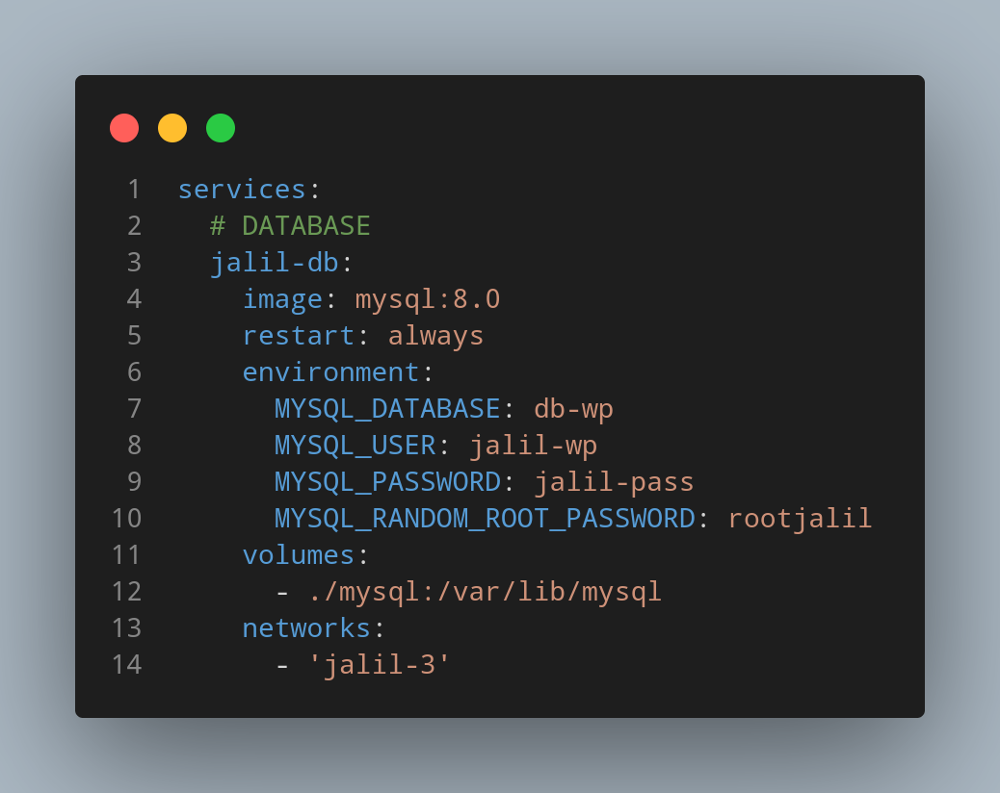 1 services:
2 # DATABASE
3 jalil-db:
4 image: mysql:8.0
5 restart: always
6 environment:
7 MYSQL_DATABASE: db-wp
8 MYSQL_USER: jalil-wp
9 MYSQL_PASSWORD: jalil-pass
10 MYSQL_RANDOM_ROOT_PASSWORD: rootjalil
11 volumes:
12 - ./mysql:/var/lib/mysql
13 networks:
14 - 'jalil-3'